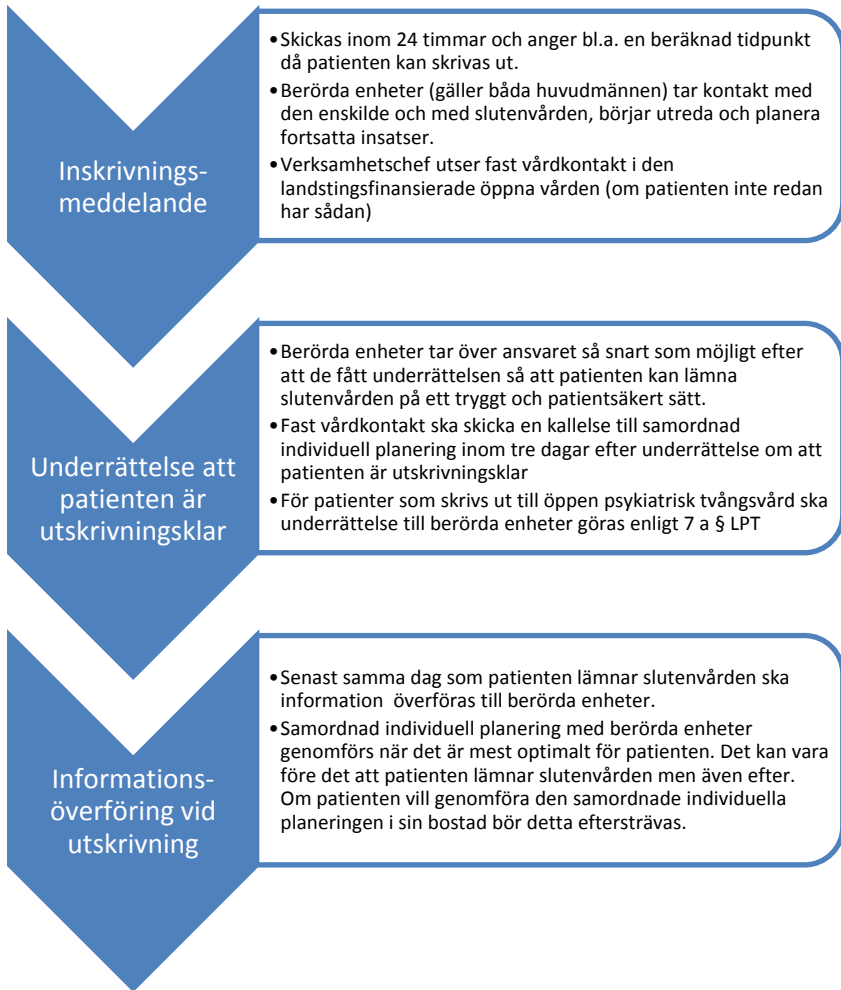 Inskrivnings-
meddelande
•Skickas inom 24 timmar och anger bl.a. en beräknad tidpunkt
då patienten kan skrivas ut.
•Berörda enheter (gäller båda huvudmännen) tar kontakt med
den enskilde och med slutenvården, börjar utreda och planera
fortsatta insatser.
•Verksamhetschef utser fast vårdkontakt i den
landstingsfinansierade öppna vården (om patienten inte redan
har sådan)
Underrättelse att
patienten är
utskrivningsklar
•Berörda enheter tar över ansvaret så snart som möjligt efter
att de fått underrättelsen så att patienten kan lämna
slutenvården på ett tryggt och patientsäkert sätt.
•Fast vårdkontakt ska skicka en kallelse till samordnad
individuell planering inom tre dagar efter underrättelse om att
patienten är utskrivningsklar
•För patienter som skrivs ut till öppen psykiatrisk tvångsvård ska
underrättelse till berörda enheter göras enligt 7 a § LPT
Informations-
överföring vid
utskrivning
•Senast samma dag som patienten lämnar slutenvården ska
information överföras till berörda enheter.
•Samordnad individuell planering med berörda enheter
genomförs när det är mest optimalt för patienten. Det kan vara
före det att patienten lämnar slutenvården men även efter.
Om patienten vill genomföra den samordnade individuella
planeringen i sin bostad bör detta eftersträvas.